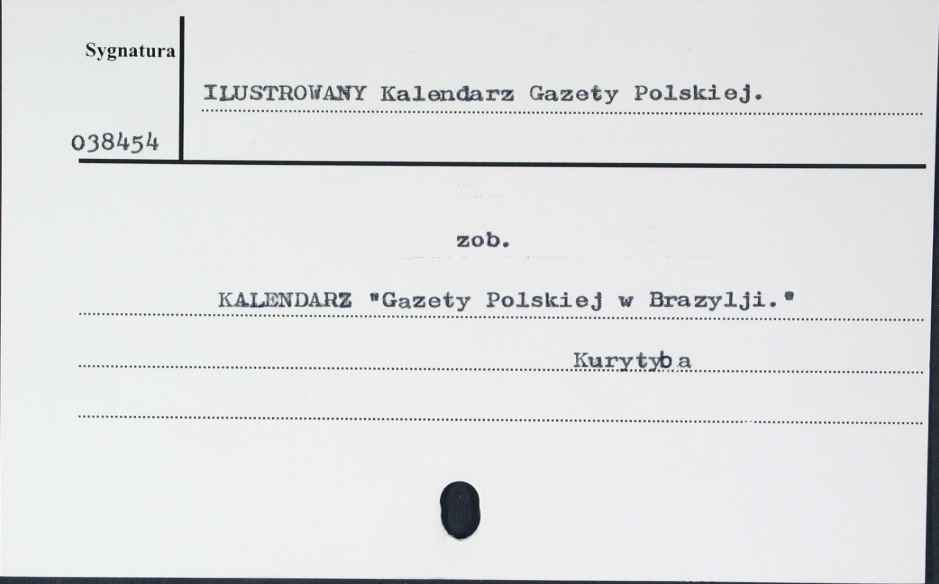 Sygnatura
ILUSTROWANY Kalendarz Gazety Polskiej.
038454
zob.
KALENDARZ "Gazety Polskiej w Brazylji."
Kurytyba